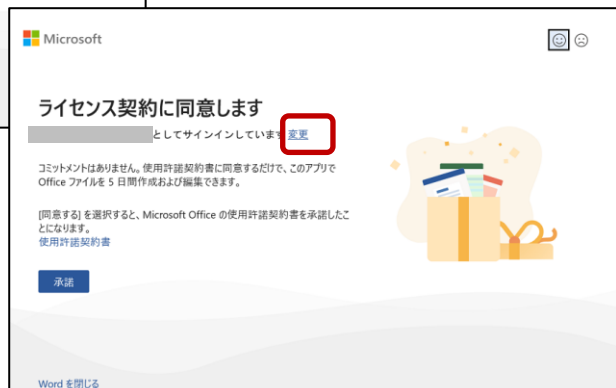 Microsoft
ライセンス契約に同意します
としてサインインしています 変更
コミットメントはありません。使用許諾契約書に同意するだけで、このアプリで
Office ファイルを 5 日間作成および編集できます。
[同意する] を選択すると、Microsoft Office の使用許諾契約書を承諾したこ
とになります。
使用許諾契約書
承諾
Word を閉じる